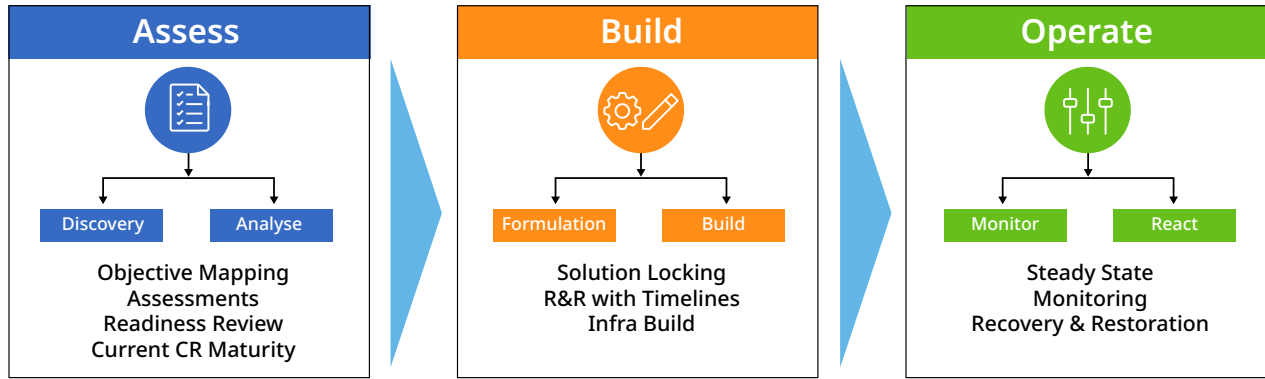 Assess
Discovery
Analyse
Objective Mapping
Assessments
Readiness Review
Current CR Maturity
Build
Formulation
Build
Solution Locking
R&R with Timelines
Infra Build
Operate
Monitor
React
Steady State
Monitoring
Recovery & Restoration